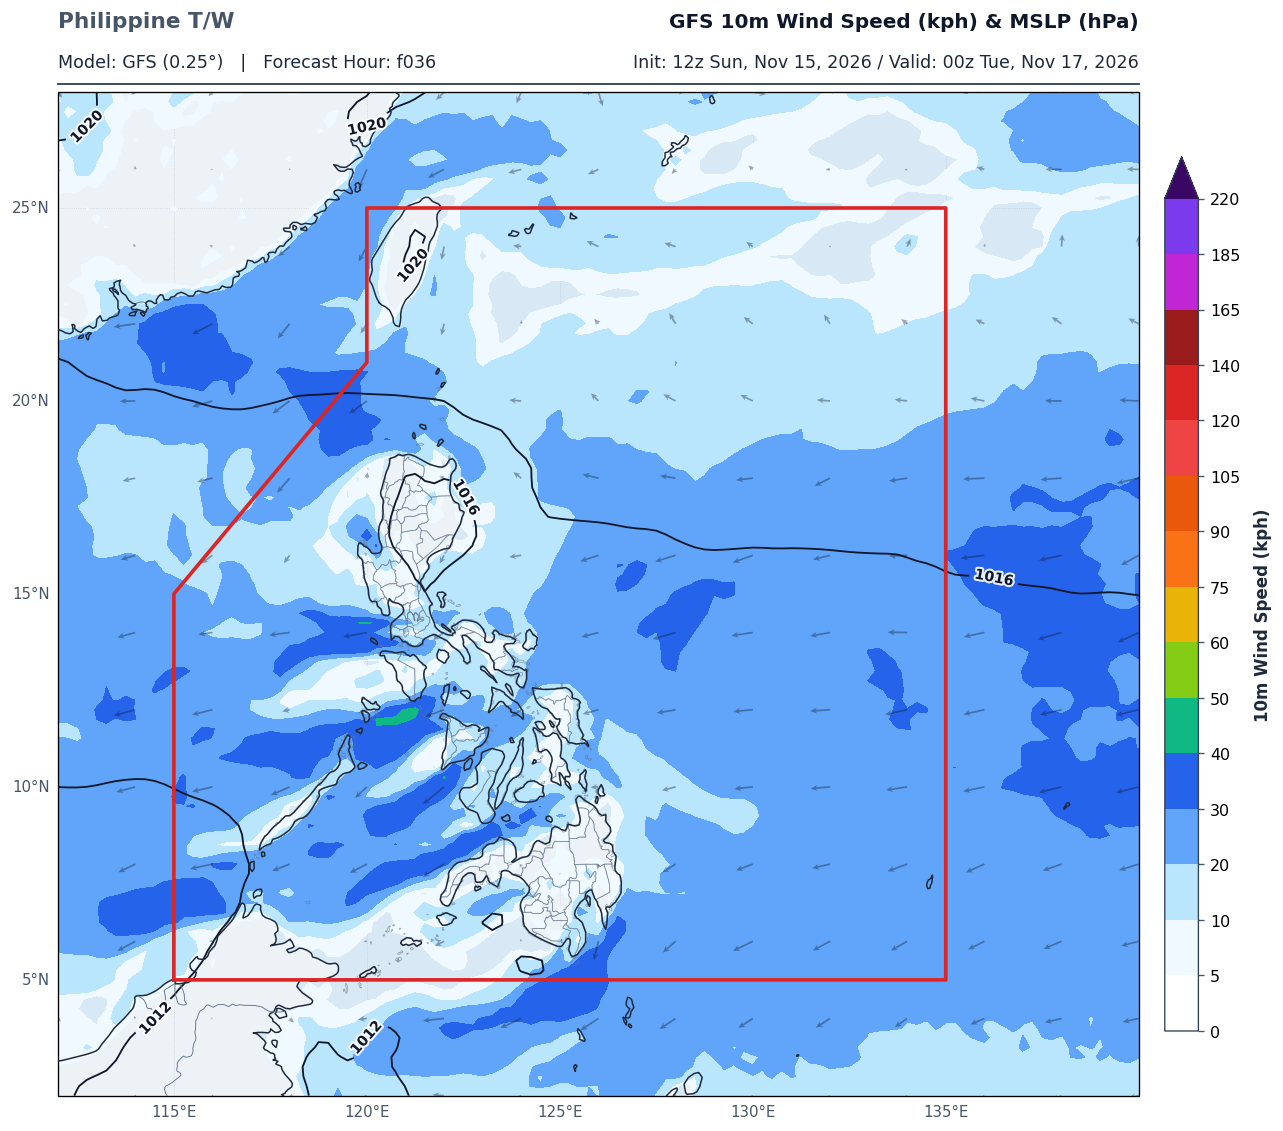 Philippine T/W
GFS 10m Wind Speed (kph) & MSLP (hPa)
Model: GFS (0.25°) | Forecast Hour: f036
Init: 12z Sun, Nov 15, 2026 / Valid: 00z Tue, Nov 17, 2026
1020
1020
1020
1016
1016
1012
1012
25°N
20°N
15°N
10°N
5°N
115°E
120°E
125°E
130°E
135°E
220
185
165
140
120
105
90
75
60
50
40
30
20
10
5
0
10m Wind Speed (kph)